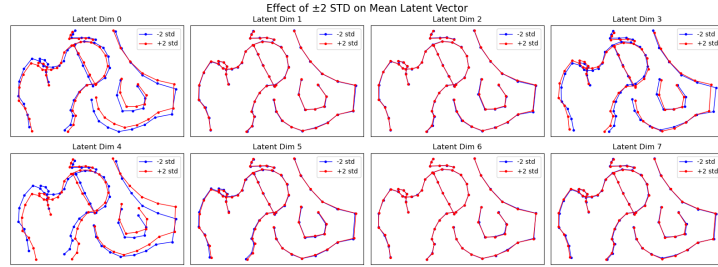 Effect of ±2 STD on Mean Latent Vector
Latent Dim 0
Latent Dim 1
Latent Dim 2
Latent Dim 3
-2 std
+2 std
-2 std
+2 std
-2 std
+2 std
-2 std
+2 std
Latent Dim 4
Latent Dim 5
Latent Dim 6
Latent Dim 7
-2 std
+2 std
-2 std
+2 std
-2 std
+2 std
-2 std
+2 std